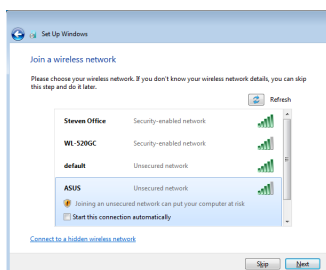 Set Up Windows
Join a wireless network
Please choose your wireless network. If you don't know your wireless network details, you can skip
this step and do it later.
Refresh
Steven Office Security-enabled network
WL-520GC Security-enabled network
default Unsecured network
ASUS Unsecured network
Joining an unsecured network can put your computer at risk
Start this connection automatically
Connect to a hidden wireless network
Skip Next